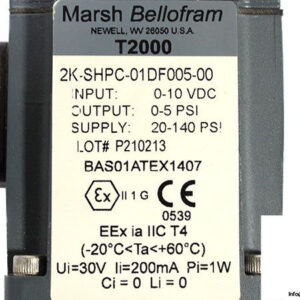 Marsh Bellofram
NEWELL, WV 26050 U.S.A.
T2000
2K-SHPC-01DF005-00
INPUT: 0-10 VDC
OUTPUT: 0-5 PSI
SUPPLY: 20-140 PSI
LOT# P210213
BAS01ATEX1407
Ex II 1 G CE
0539
EEx ia IIC T4
(-20°C<Ta<+60°C)
Ui=30V Ii=200mA Pi=1W
Ci = 0 Li = 0